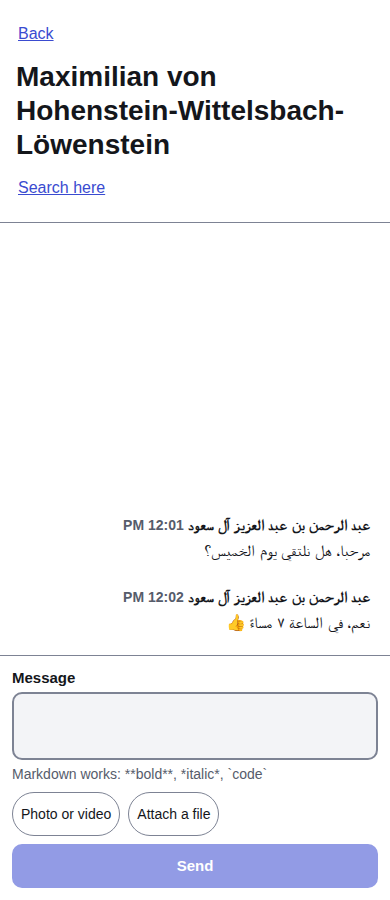 Back
Maximilian von
Hohenstein-Wittelsbach-
Löwenstein
Search here
عبد الرحمن بن عبد العزيز آل سعود 12:01 PM
مرحبا، هل نلتقي يوم الخميس؟
عبد الرحمن بن عبد العزيز آل سعود 12:02 PM
نعم، في الساعة ٧ مساءً 👍
Message
Markdown works: **bold**, *italic*, `code`
Photo or video
Attach a file
Send